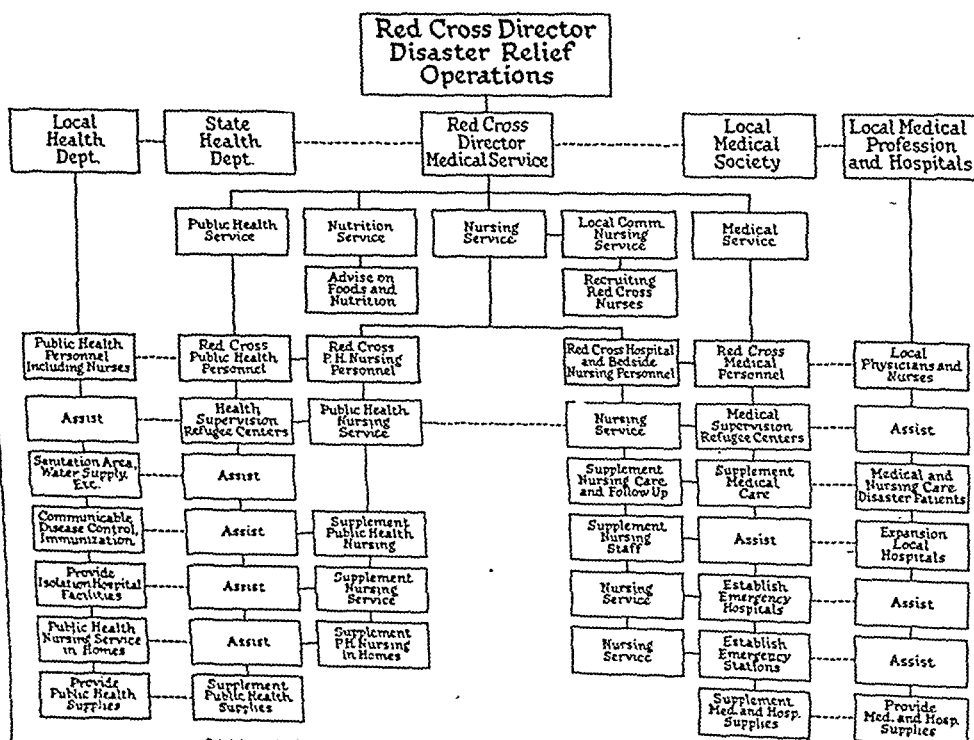 Red Cross Director
Disaster Relief
Operations
Local
Health
Dept.
State
Health
Dept.
Red Cross
Director
Medical Service
Local
Medical
Society
Local Medical
Profession
and Hospitals
Public Health
Service
Nutrition
Service
Nursing
Service
Local Comm.
Nursing
Service
Medical
Service
Advise on
Foods and
Nutrition
Recruiting
Red Cross
Nurses
Public Health
Personnel
Including Nurses
Red Cross
Public Health
Personnel
Red Cross
P.H. Nursing
Personnel
Red Cross Hospital
and Bedside
Nursing Personnel
Red Cross
Medical
Personnel
Local
Physicians and
Nurses
Assist
Health
Supervision
Refugee Centers
Public Health
Nursing
Service
Nursing
Service
Medical
Supervision
Refugee Centers
Assist
Sanitation Area,
Water Supply,
Etc.
Assist
Supplement
Nursing Care
and Follow Up
Supplement
Medical
Care
Medical and
Nursing Care
Disaster Patients
Communicable
Disease Control,
Immunization
Assist
Supplement
Public Health
Nursing
Supplement
Nursing
Staff
Assist
Expansion
Local
Hospitals
Provide
Isolation Hospital
Facilities
Assist
Supplement
Nursing
Service
Nursing
Service
Establish
Emergency
Hospitals
Assist
Public Health
Nursing Service
in Homes
Assist
Supplement
P.H. Nursing
in Homes
Nursing
Service
Establish
Emergency
Stations
Assist
Provide
Public Health
Supplies
Supplement
Public Health
Supplies
Supplement
Med. and Hosp.
Supplies
Provide
Med. and Hosp.
Supplies